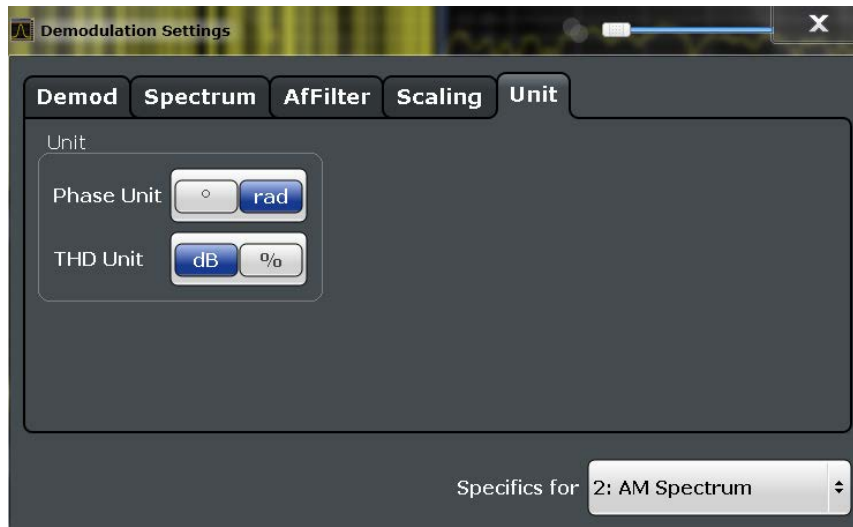 Demodulation Settings
X
Demod Spectrum AfFilter Scaling Unit
Unit
Phase Unit ° rad
THD Unit dB %
Specifics for 2: AM Spectrum